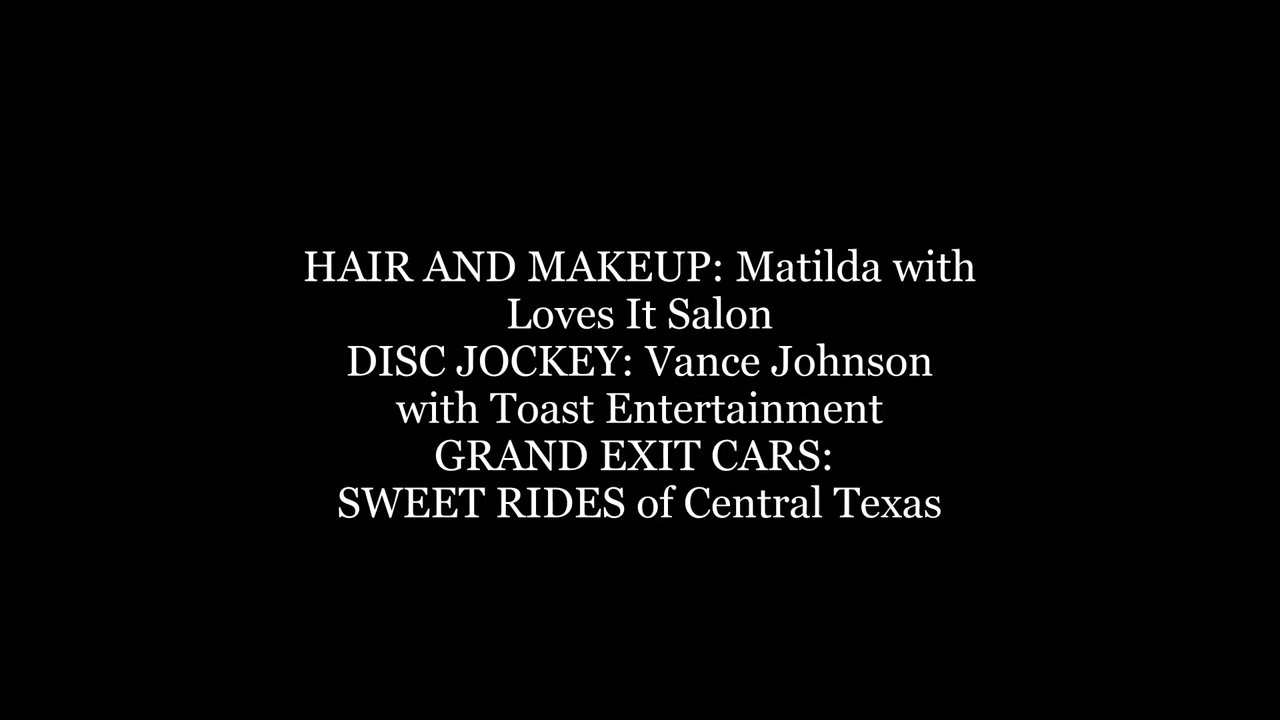 HAIR AND MAKEUP: Matilda with
Loves It Salon
DISC JOCKEY: Vance Johnson
with Toast Entertainment
GRAND EXIT CARS:
SWEET RIDES of Central Texas